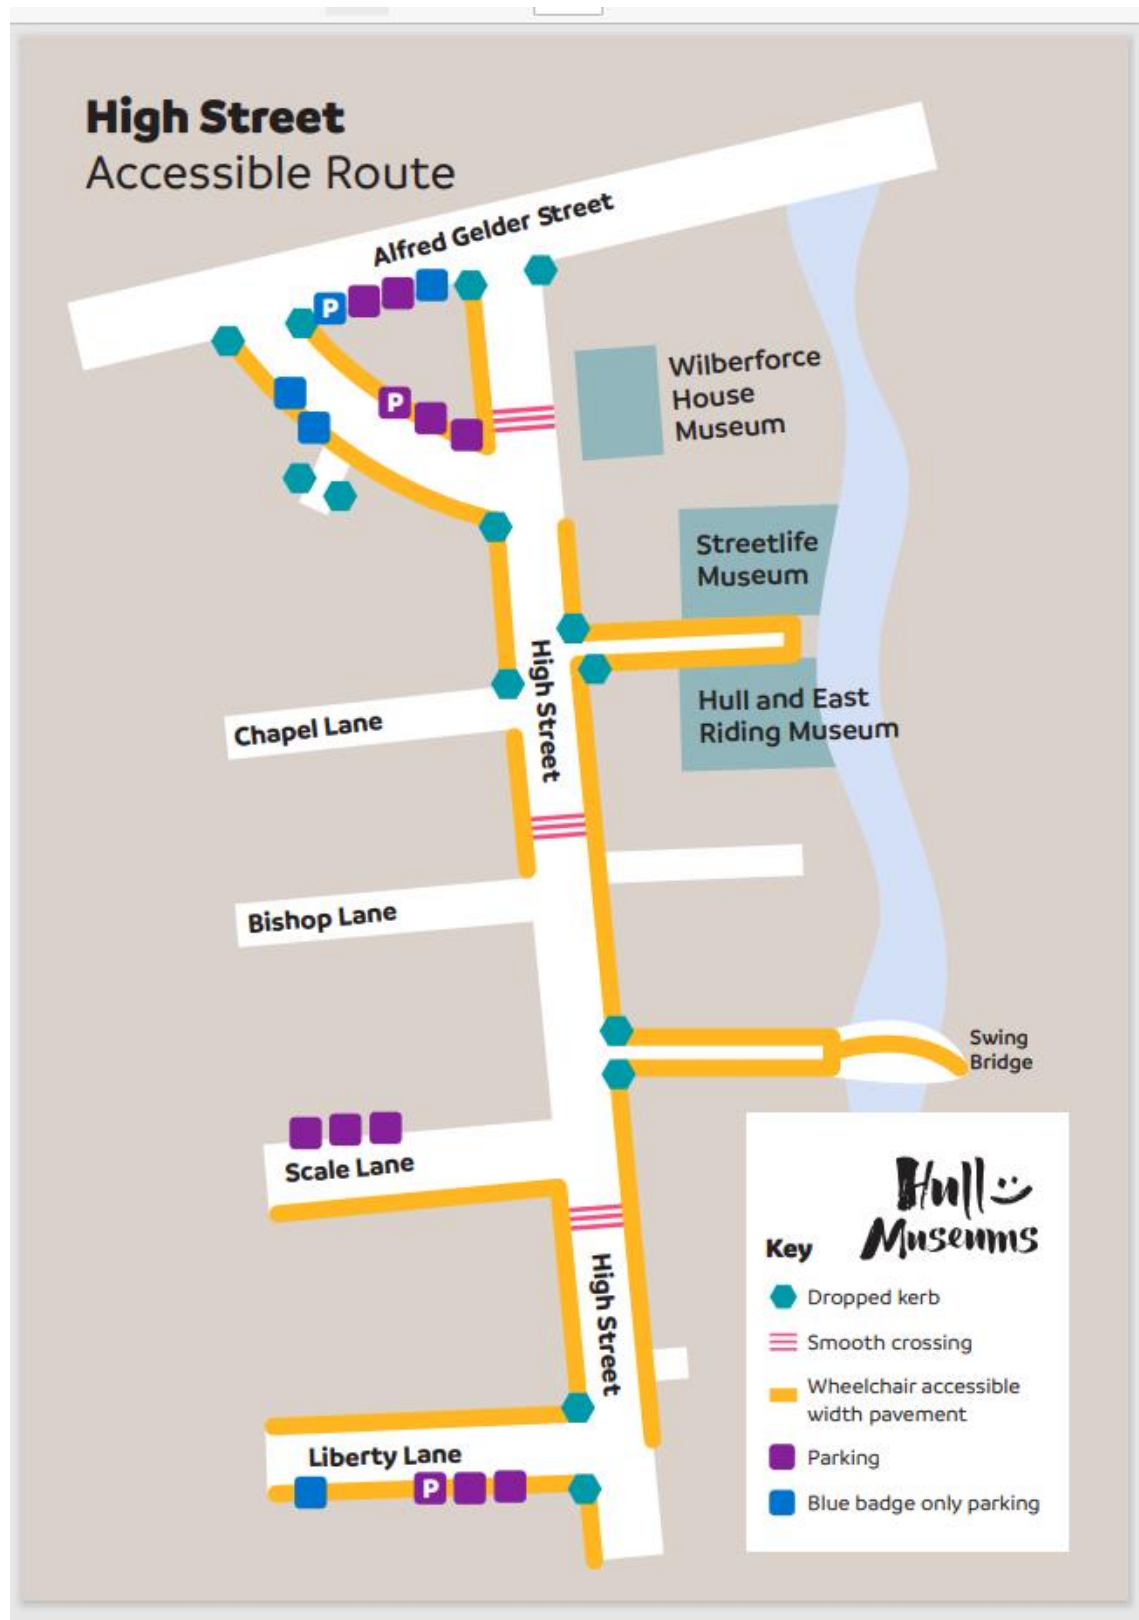 High Street
Accessible Route
Alfred Gelder Street
P
P
Wilberforce
House
Museum
Streetlife
Museum
High Street
Chapel Lane
Hull and East
Riding Museum
Bishop Lane
Swing
Bridge
Scale Lane
High Street
Liberty Lane
P
Hull
Museums
Key
Dropped kerb
Smooth crossing
Wheelchair accessible
width pavement
Parking
Blue badge only parking